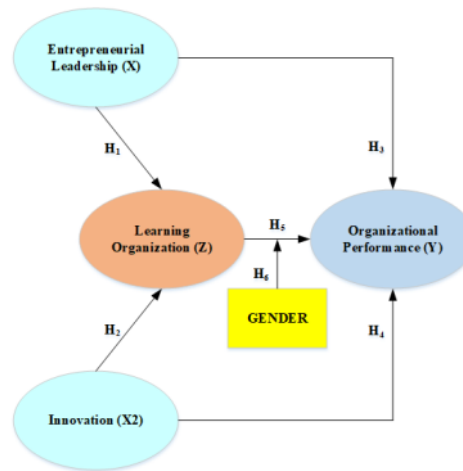 Entrepreneurial
Leadership (X)
H₁
H₃
Learning
Organization (Z)
H₅
Organizational
Performance (Y)
H₆
GENDER
H₂
H₄
Innovation (X2)